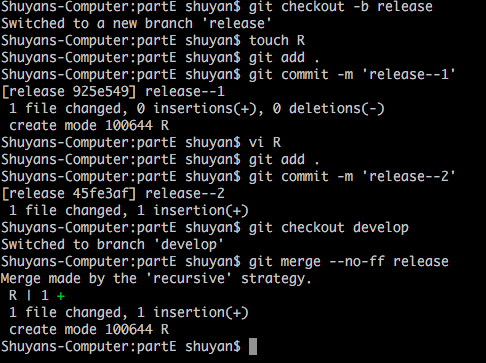 Shuyans-Computer:partE shuyan$ git checkout -b release
Switched to a new branch 'release'
Shuyans-Computer:partE shuyan$ touch R
Shuyans-Computer:partE shuyan$ git add .
Shuyans-Computer:partE shuyan$ git commit -m 'release--1'
[release 925e549] release--1
 1 file changed, 0 insertions(+), 0 deletions(-)
 create mode 100644 R
Shuyans-Computer:partE shuyan$ vi R
Shuyans-Computer:partE shuyan$ git add .
Shuyans-Computer:partE shuyan$ git commit -m 'release--2'
[release 45fe3af] release--2
 1 file changed, 1 insertion(+)
Shuyans-Computer:partE shuyan$ git checkout develop
Switched to branch 'develop'
Shuyans-Computer:partE shuyan$ git merge --no-ff release
Merge made by the 'recursive' strategy.
 R | 1 +
 1 file changed, 1 insertion(+)
 create mode 100644 R
Shuyans-Computer:partE shuyan$